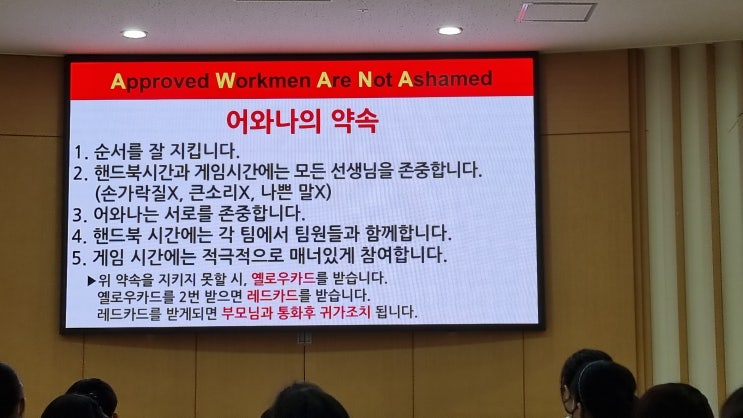 Approved Workmen Are Not Ashamed
어와나의 약속
1. 순서를 잘 지킵니다.
2. 핸드북시간과 게임시간에는 모든 선생님을 존중합니다.
(손가락질X, 큰소리X, 나쁜 말X)
3. 어와나는 서로를 존중합니다.
4. 핸드북 시간에는 각 팀에서 팀원들과 함께합니다.
5. 게임 시간에는 적극적으로 매너있게 참여합니다.
▶위 약속을 지키지 못할 시, 옐로우카드를 받습니다.
옐로우카드를 2번 받으면 레드카드를 받습니다.
레드카드를 받게되면 부모님과 통화후 귀가조치 됩니다.